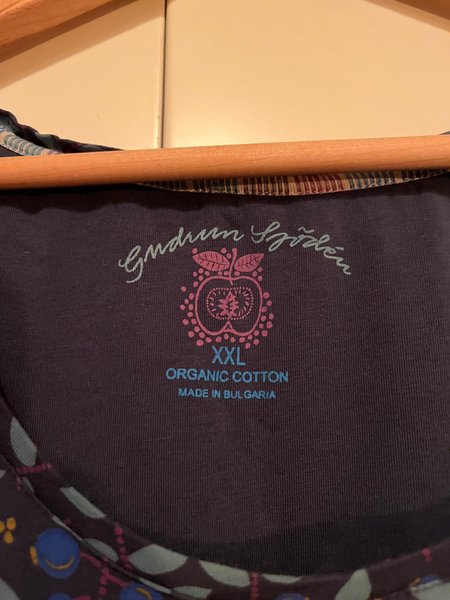 Gudrun Sjödén
XXL
ORGANIC COTTON
MADE IN BULGARIA